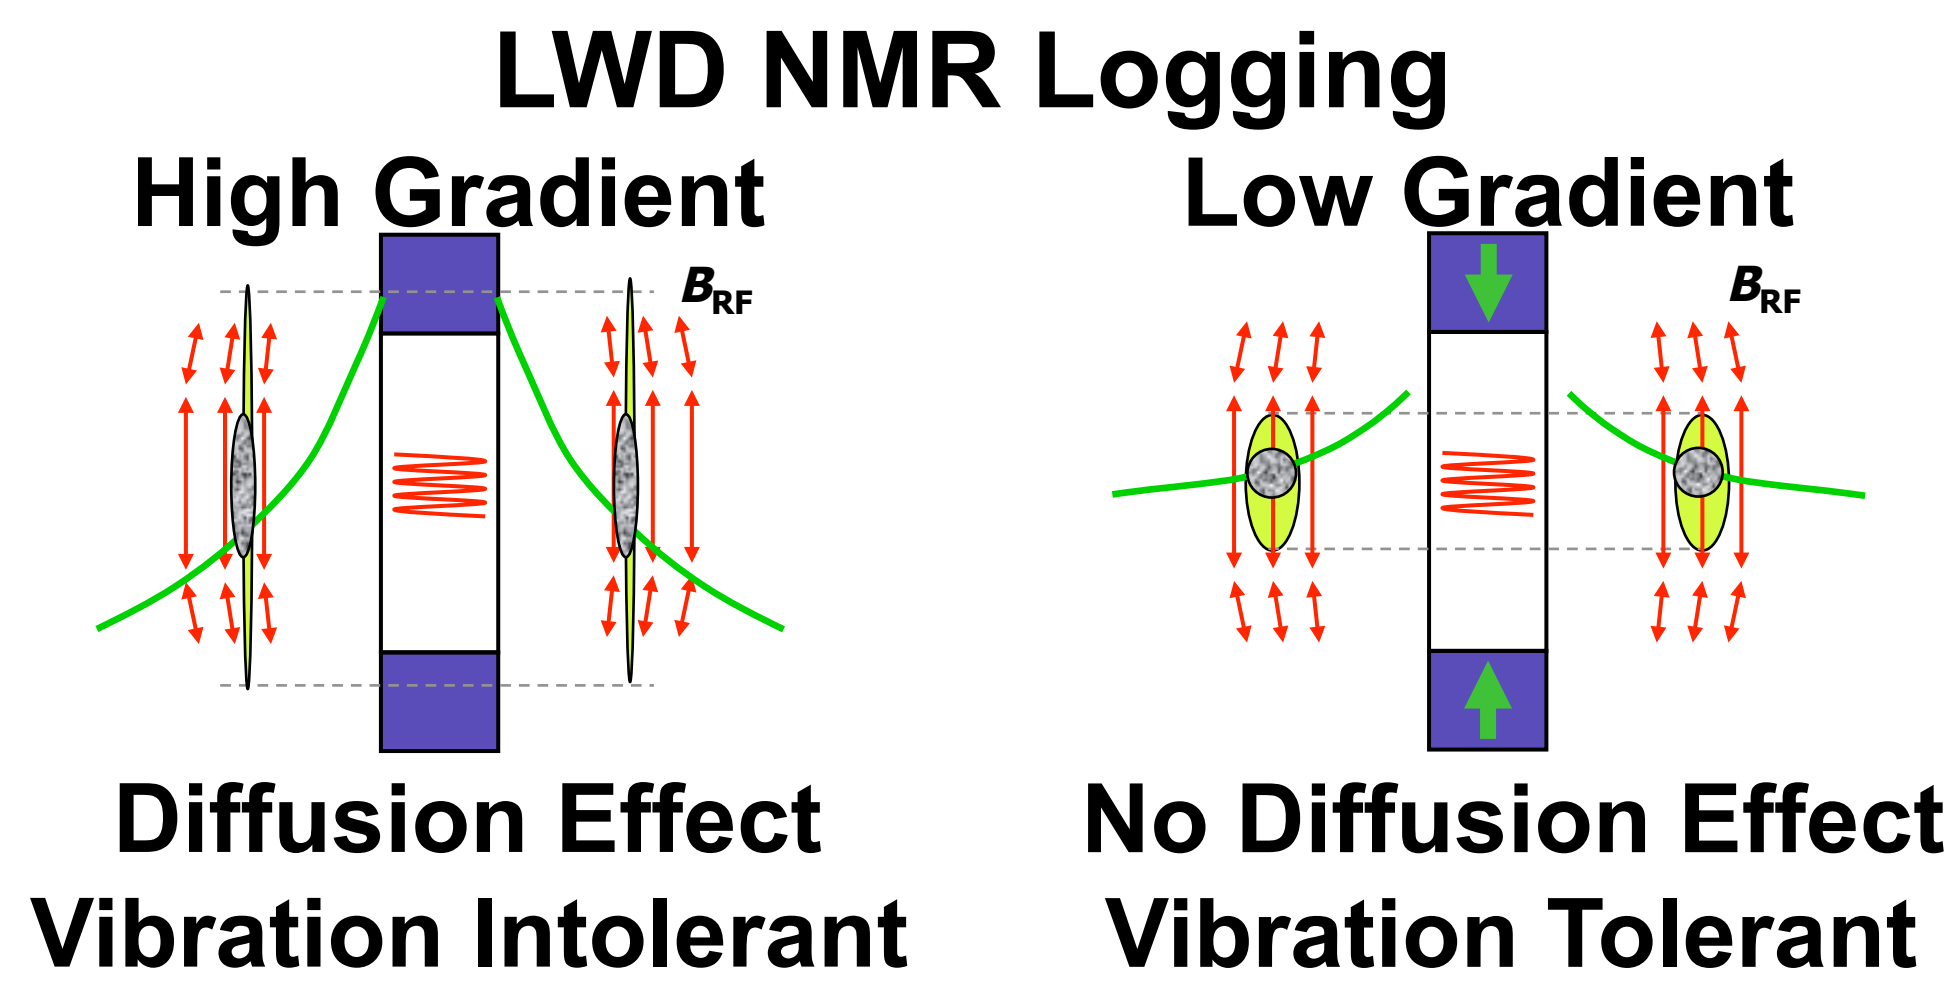 LWD NMR Logging
High Gradient
Low Gradient
BRF
BRF
Diffusion Effect
No Diffusion Effect
Vibration Intolerant
Vibration Tolerant